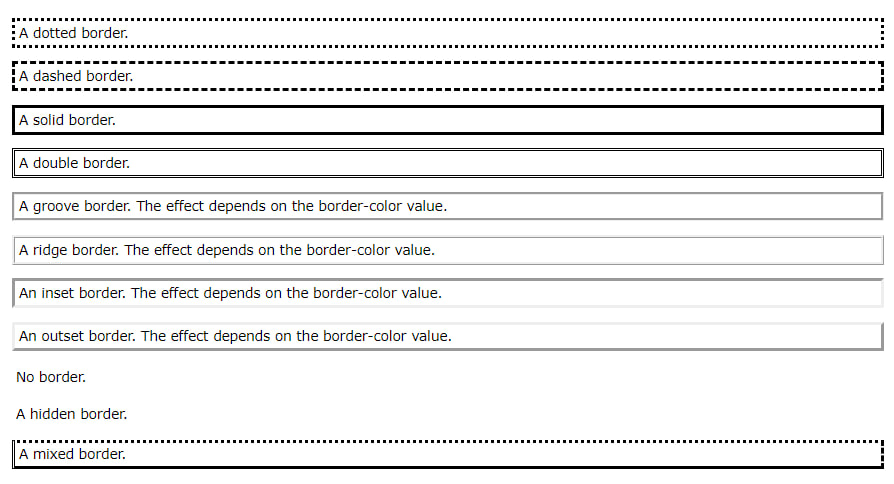 A dotted border.
A dashed border.
A solid border.
A double border.
A groove border. The effect depends on the border-color value.
A ridge border. The effect depends on the border-color value.
An inset border. The effect depends on the border-color value.
An outset border. The effect depends on the border-color value.
No border.
A hidden border.
A mixed border.